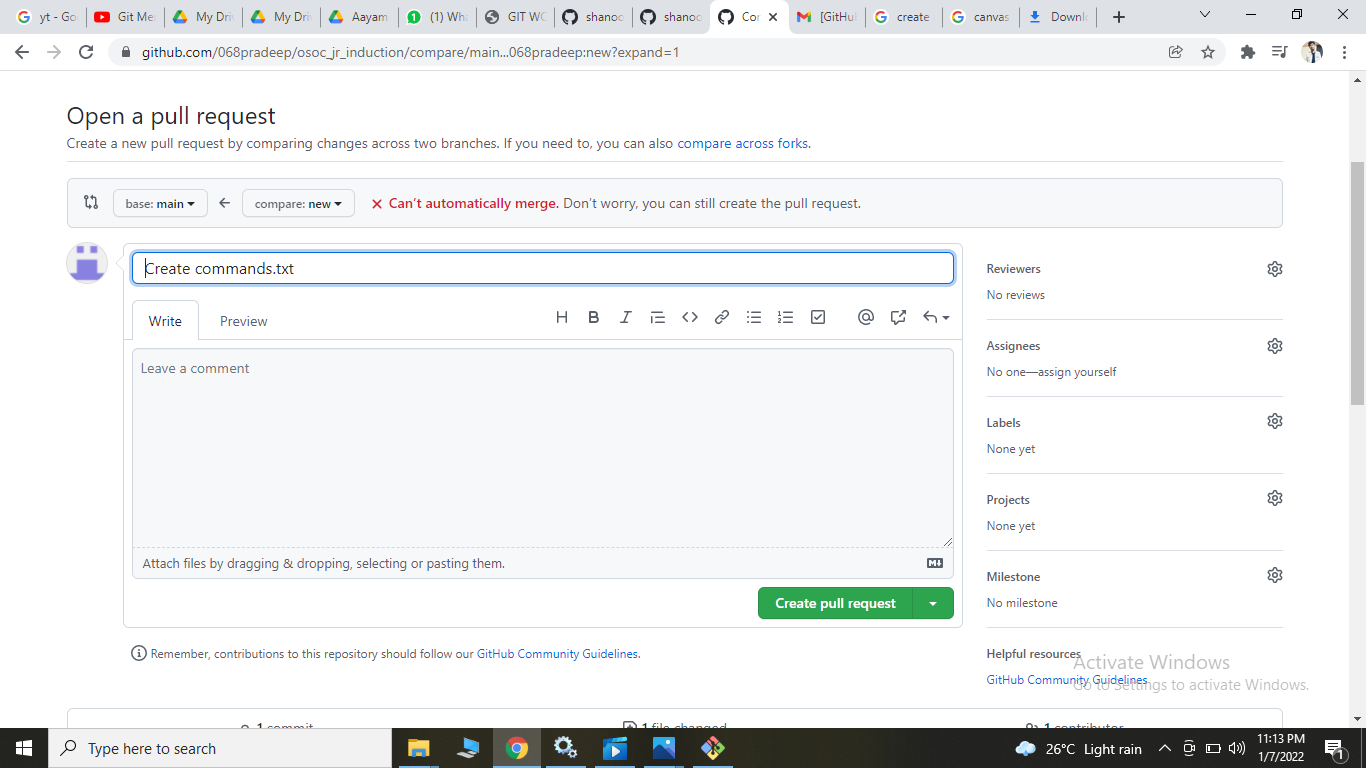 yt - Go
Git Me
My Dri
My Dri
Aayam
(1) Wha
GIT WO
shanoo
shanoo
Cor
[GitHu
create
canvas
Downl
github.com/068pradeep/osoc_jr_induction/compare/main...068pradeep:new?expand=1
Open a pull request
Create a new pull request by comparing changes across two branches. If you need to, you can also compare across forks.
base: main
compare: new
Can’t automatically merge. Don’t worry, you can still create the pull request.
Create commands.txt
Write
Preview
Leave a comment
Attach files by dragging & dropping, selecting or pasting them.
Create pull request
Remember, contributions to this repository should follow our GitHub Community Guidelines.
Reviewers
No reviews
Assignees
No one—assign yourself
Labels
None yet
Projects
None yet
Milestone
No milestone
Helpful resources
GitHub Community Guidelines
Activate Windows
Go to Settings to activate Windows.
1 commit
1 file changed
1 contributor
Type here to search
26°C Light rain
11:13 PM
1/7/2022
1